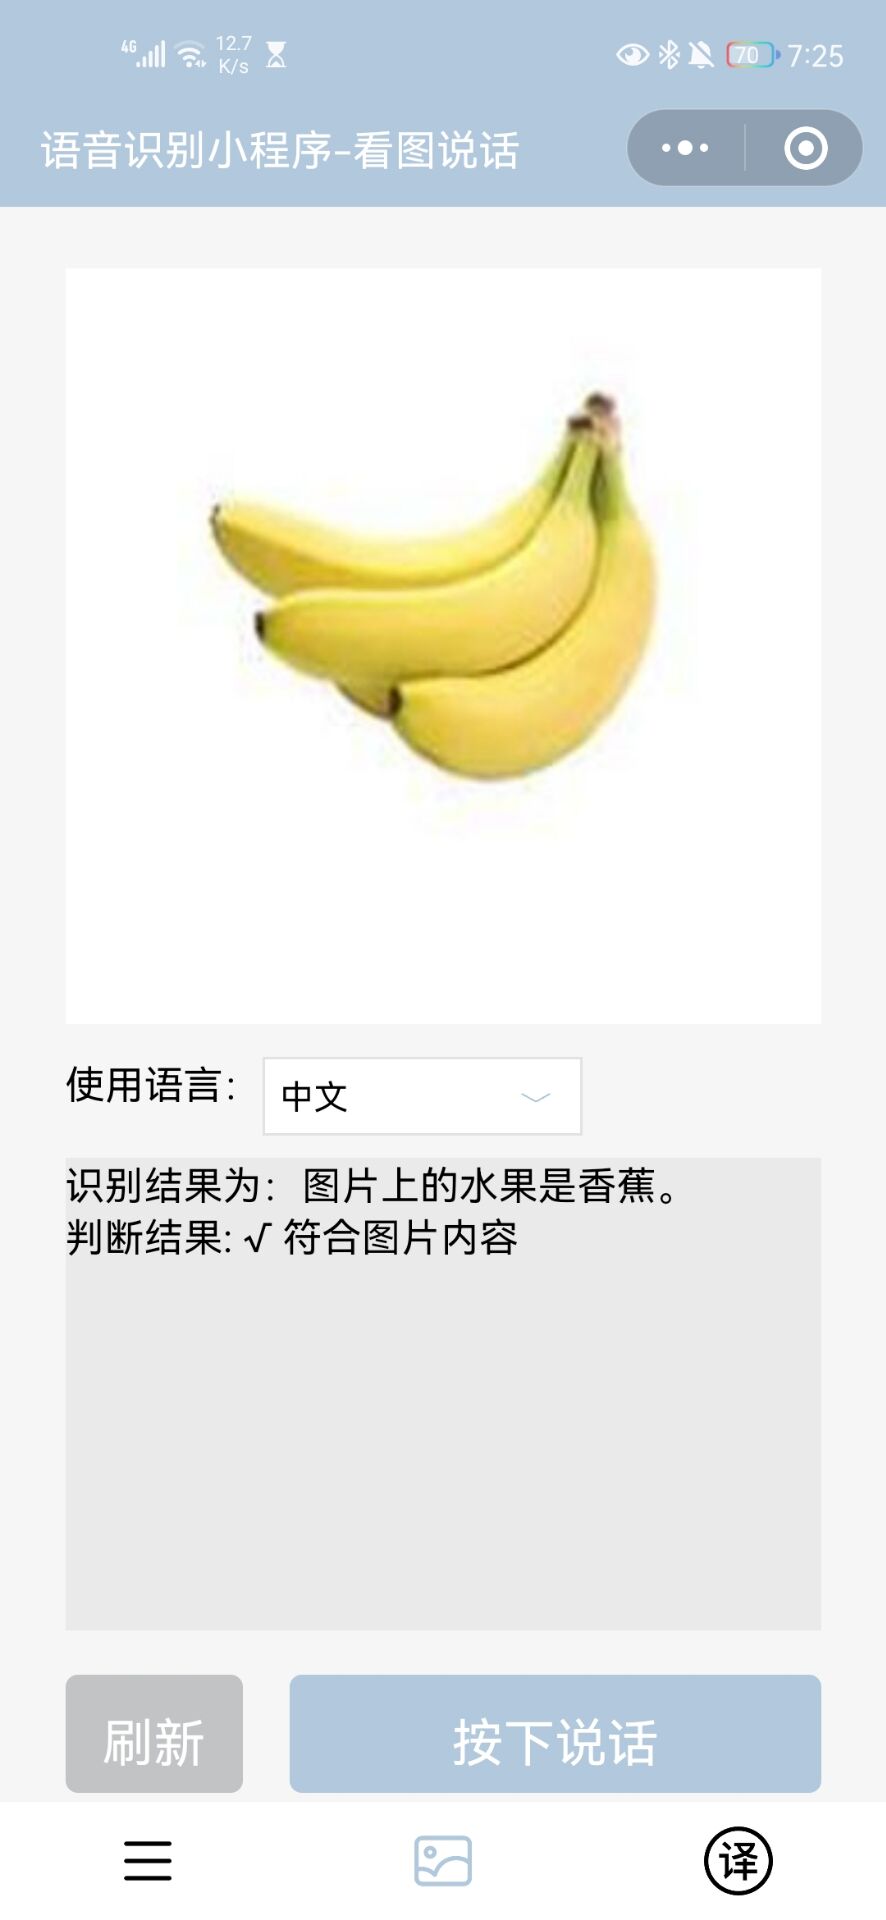 4G 12.7 K/s 70 7:25
语音识别小程序-看图说话
使用语言： 中文
识别结果为：图片上的水果是香蕉。
判断结果: √ 符合图片内容
刷新 按下说话
译